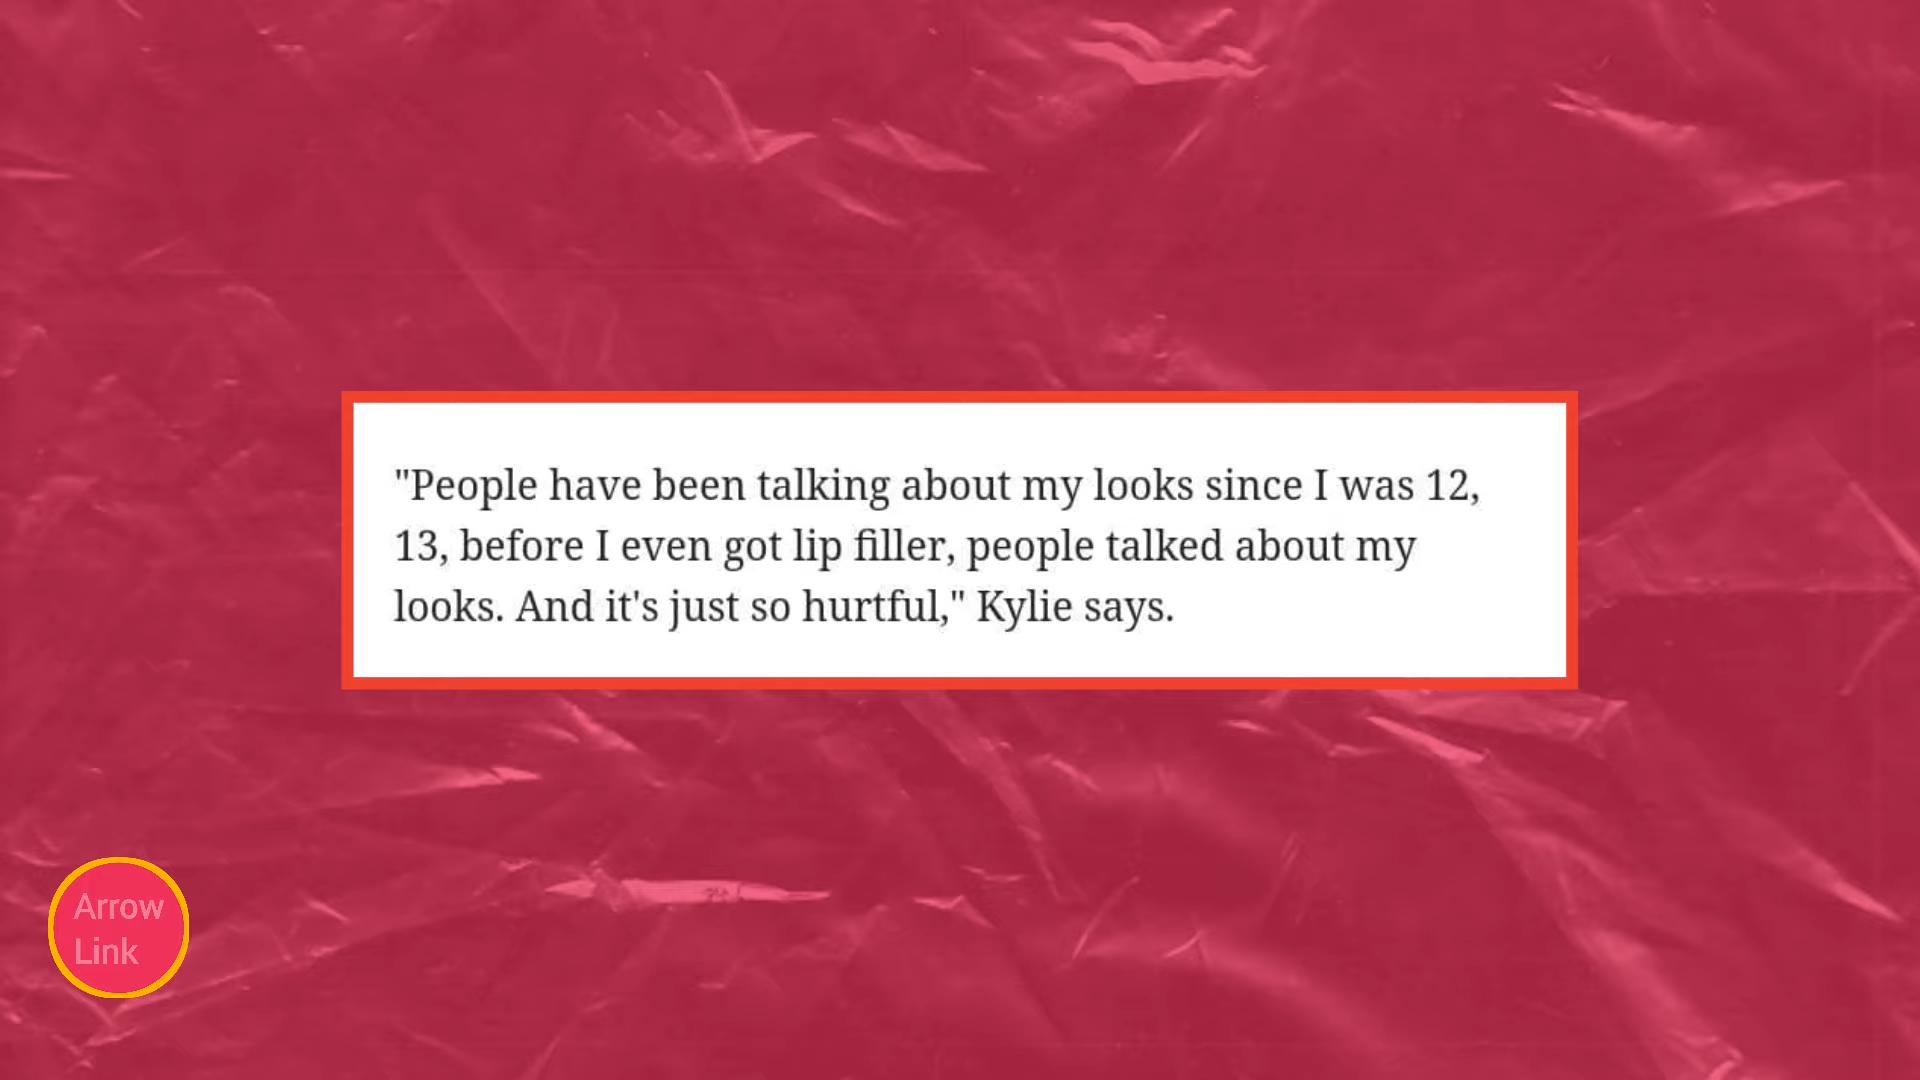 "People have been talking about my looks since I was 12,
13, before I even got lip filler, people talked about my
looks. And it's just so hurtful," Kylie says.
Arrow
Link